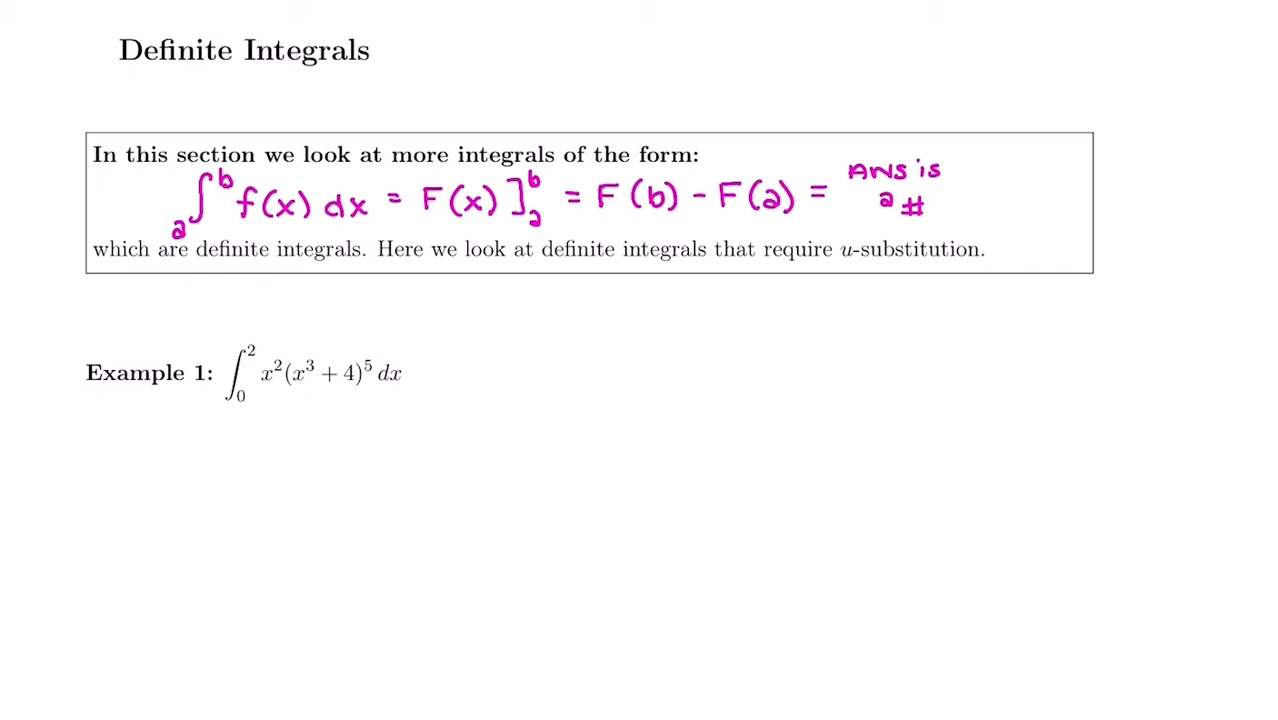 Definite Integrals
In this section we look at more integrals of the form:
∫ₐᵇ f(x) dx = F(x) ]ₐᵇ = F(b) - F(a) = ANS is a #
which are definite integrals. Here we look at definite integrals that require u-substitution.
Example 1: ∫₀² x²(x³ + 4)⁵ dx